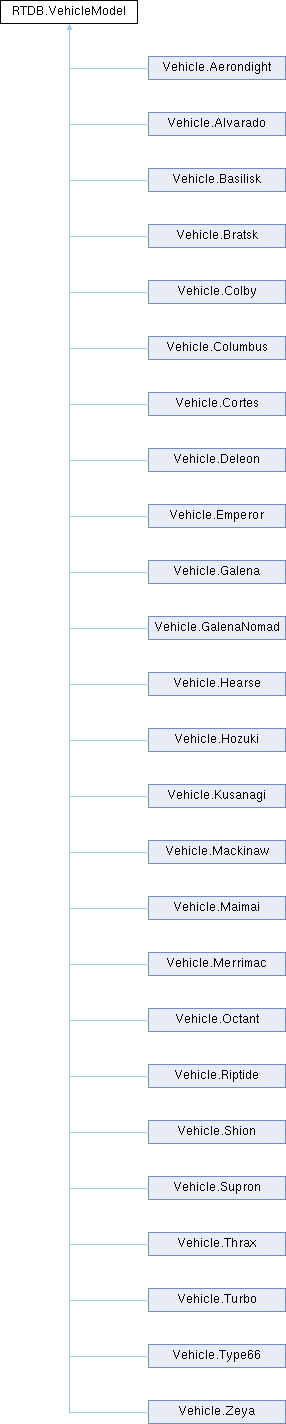 RTDB.VehicleModel
Vehicle.Aerondight
Vehicle.Alvarado
Vehicle.Basilisk
Vehicle.Bratsk
Vehicle.Colby
Vehicle.Columbus
Vehicle.Cortes
Vehicle.Deleon
Vehicle.Emperor
Vehicle.Galena
Vehicle.GalenaNomad
Vehicle.Hearse
Vehicle.Hozuki
Vehicle.Kusanagi
Vehicle.Mackinaw
Vehicle.Maimai
Vehicle.Merrimac
Vehicle.Octant
Vehicle.Riptide
Vehicle.Shion
Vehicle.Supron
Vehicle.Thrax
Vehicle.Turbo
Vehicle.Type66
Vehicle.Zeya